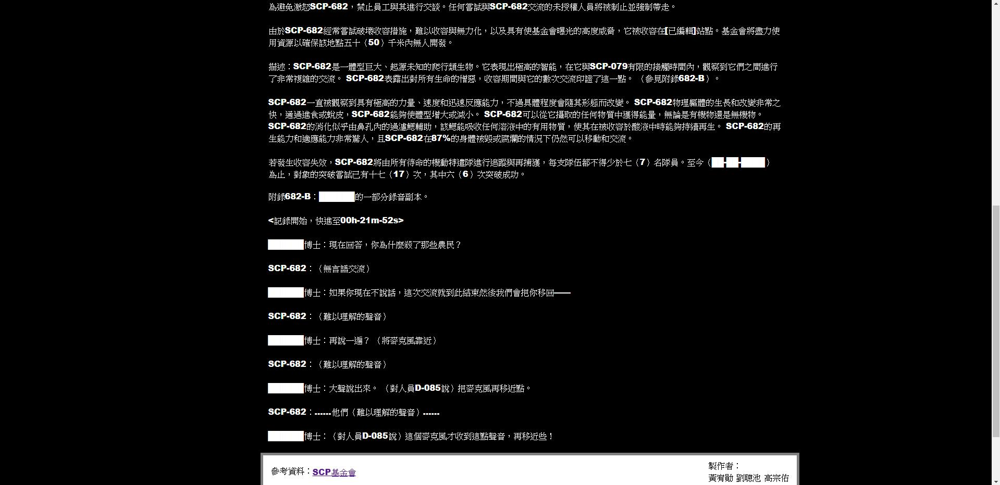 為避免激怒SCP-682，禁止員工與其進行交談。任何嘗試與SCP-682交流的未授權人員將被制止並強制帶走。
由於SCP-682經常嘗試破壞收容措施，難以收容與無力化，以及具有使基金會曝光的高度威脅，它被收容在[已編輯]站點。基金會將盡力使
用資源以確保該地點五十（50）千米內無人開發。
描述：SCP-682是一體型巨大、起源未知的爬行類生物。它表現出極高的智能，在它與SCP-079有限的接觸時間內，觀察到它們之間進行
了非常複雜的交流。 SCP-682表露出對所有生命的憎惡，收容期間與它的數次交流印證了這一點。 （參見附錄682-B）。
SCP-682一直被觀察到具有極高的力量、速度和迅速反應能力，不過具體程度會隨其形態而改變。 SCP-682物理軀體的生長和改變非常之
快，通過進食或蛻皮，SCP-682能夠使體型增大或減小。 SCP-682可以從它攝取的任何物質中獲得能量，無論是有機物還是無機物。
SCP-682的消化似乎由鼻孔內的過濾鰓輔助，該鰓能吸收任何溶液中的有用物質，使其在被收容於酸液中時能夠持續再生。 SCP-682的再
生能力和適應能力非常驚人，且SCP-682在87%的身體被毀或腐爛的情況下仍然可以移動和交流。
若發生收容失效，SCP-682將由所有待命的機動特遣隊進行追蹤與再捕獲，每支隊伍都不得少於七（7）名隊員。至今（██-██-████）
為止，對象的突破嘗試已有十七（17）次，其中六（6）次突破成功。
附錄682-B：██████的一部分錄音副本。
<記錄開始，快進至00h-21m-52s>
██████博士：現在回答，你為什麼殺了那些農民？
SCP-682：（無言語交流）
██████博士：如果你現在不說話，這次交流就到此結束然後我們會把你移回——
SCP-682：（難以理解的聲音）
██████博士：再說一遍？ （將麥克風靠近）
SCP-682：（難以理解的聲音）
██████博士：大聲說出來。 （對人員D-085說）把麥克風再移近點。
SCP-682：……他們（難以理解的聲音）……
██████博士：（對人員D-085說）這個麥克風才收到這點聲音，再移近些！
參考資料：SCP基金會
製作者：
黃宥勛 劉聰池 高宗佑